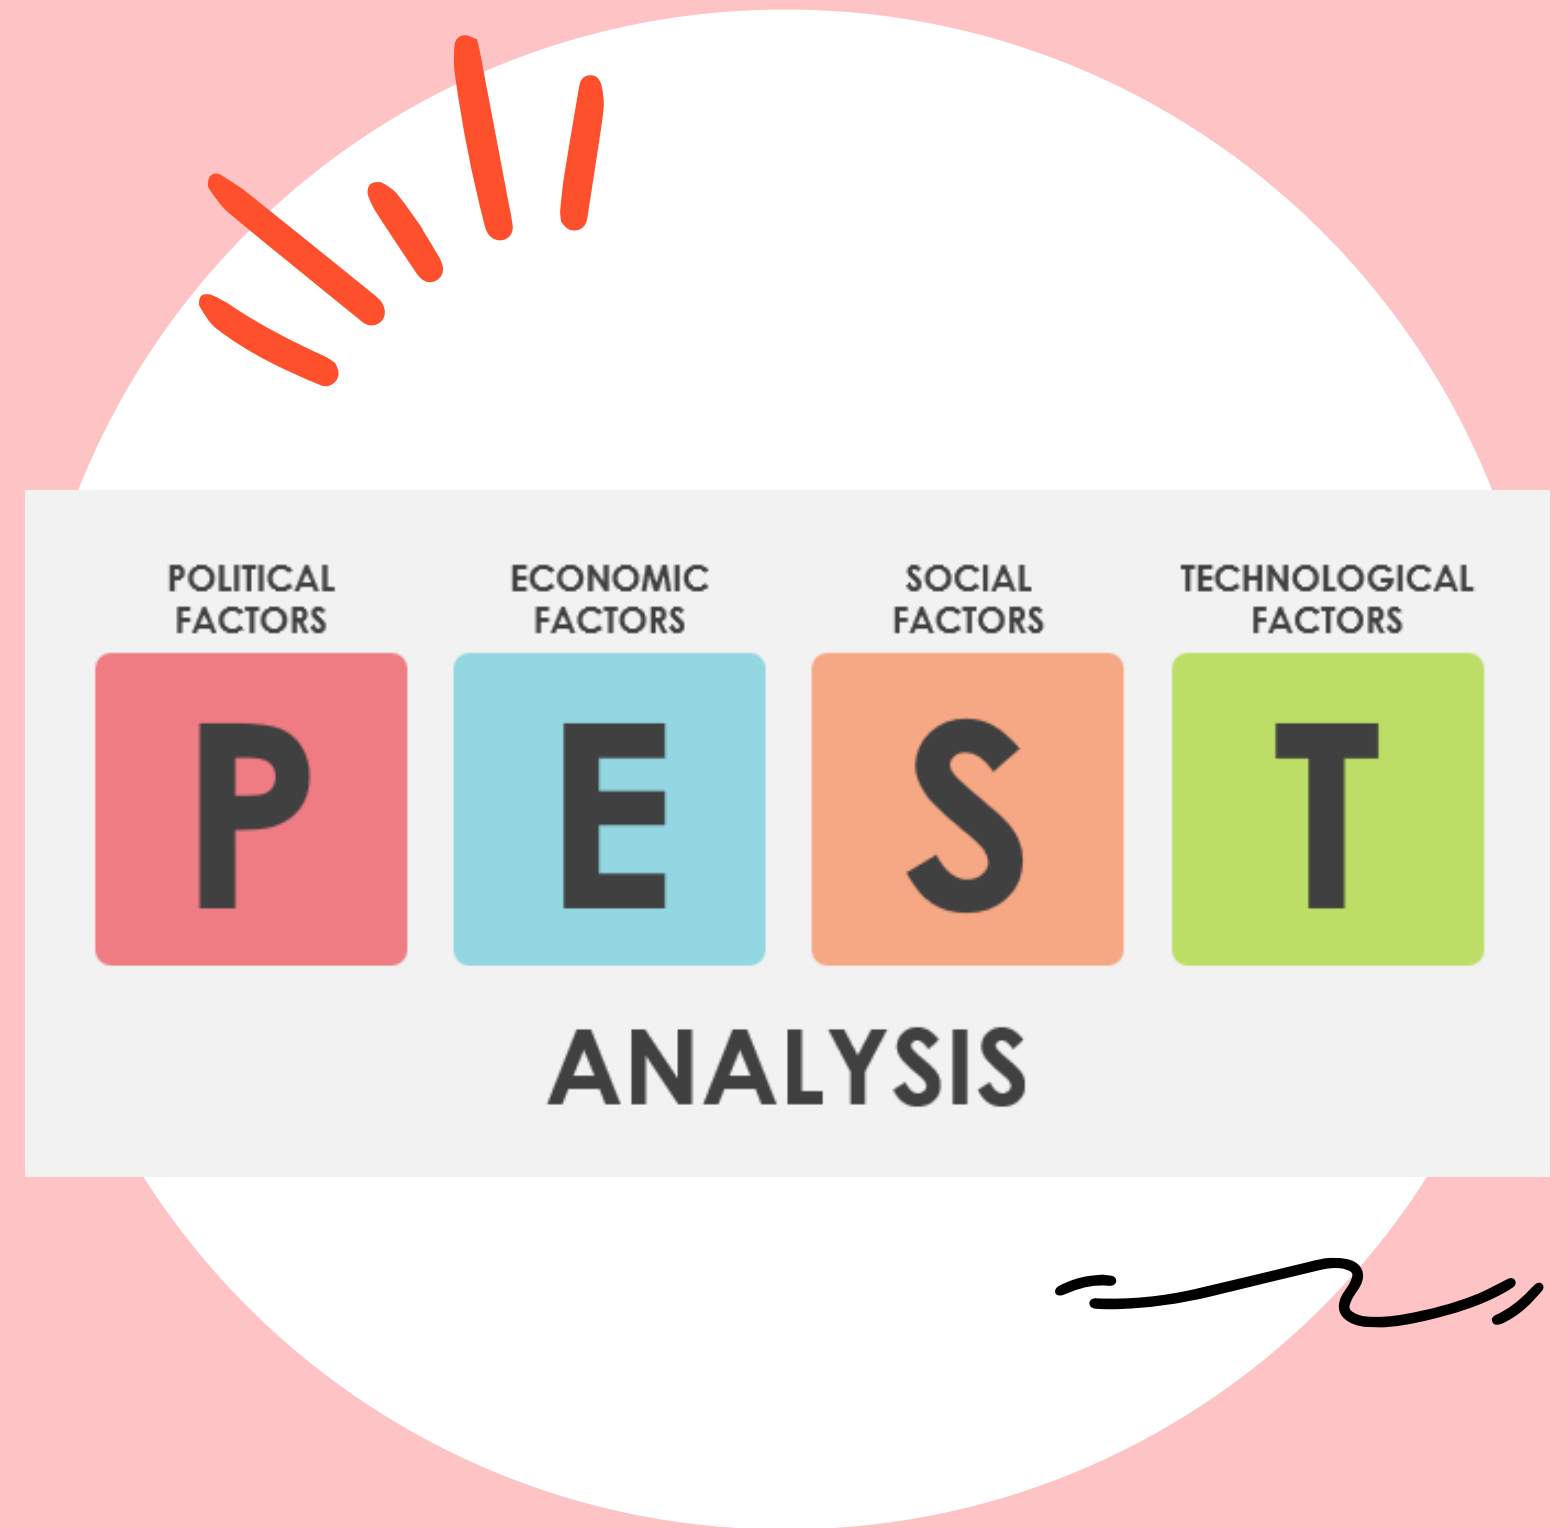 POLITICAL
FACTORS
ECONOMIC
FACTORS
SOCIAL
FACTORS
TECHNOLOGICAL
FACTORS
P E S T
ANALYSIS